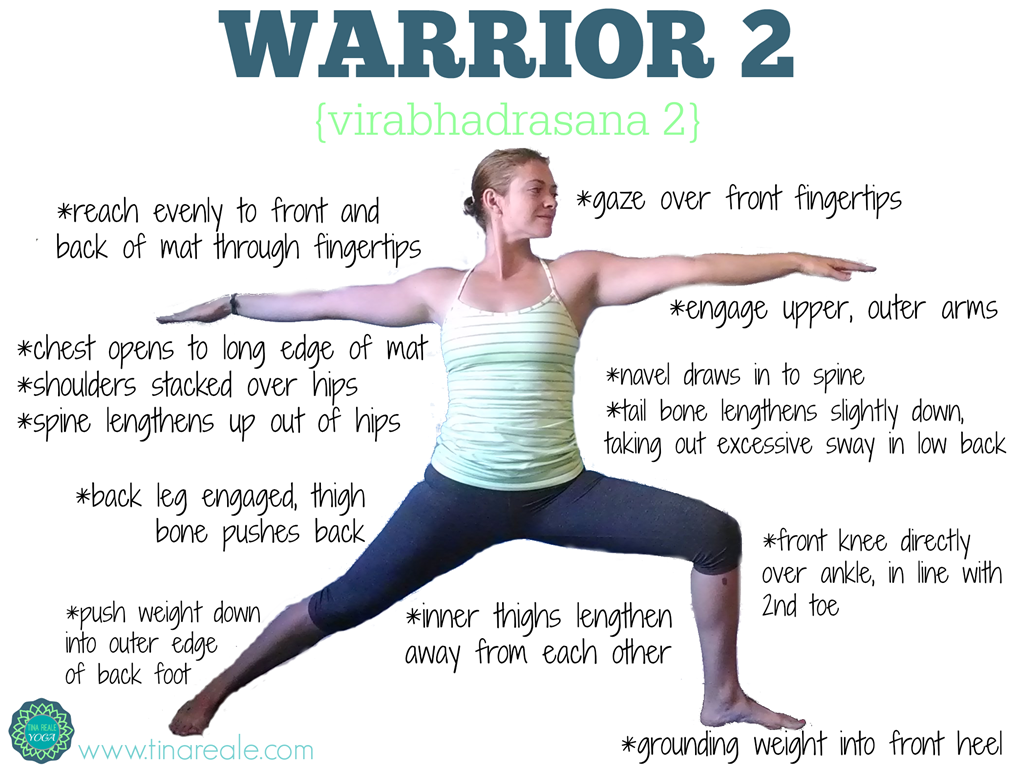 WARRIOR 2
{virabhadrasana 2}
*reach evenly to front and
back of mat through fingertips
*gaze over front fingertips
*engage upper, outer arms
*chest opens to long edge of mat
*shoulders stacked over hips
*spine lengthens up out of hips
*navel draws in to spine
*tail bone lengthens slightly down,
taking out excessive sway in low back
*back leg engaged, thigh
bone pushes back
*front knee directly
over ankle, in line with
2nd toe
*push weight down
into outer edge
of back foot
*inner thighs lengthen
away from each other
*grounding weight into front heel
TINA REALE
YOGA
www.tinareale.com